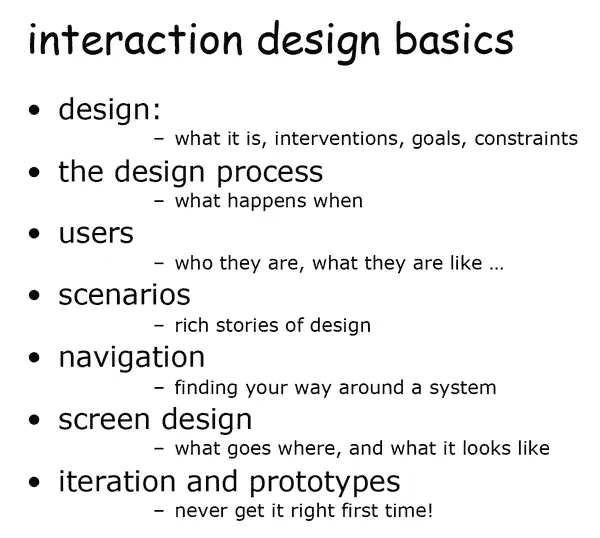 interaction design basics
• design:
– what it is, interventions, goals, constraints
• the design process
– what happens when
• users
– who they are, what they are like …
• scenarios
– rich stories of design
• navigation
– finding your way around a system
• screen design
– what goes where, and what it looks like
• iteration and prototypes
– never get it right first time!